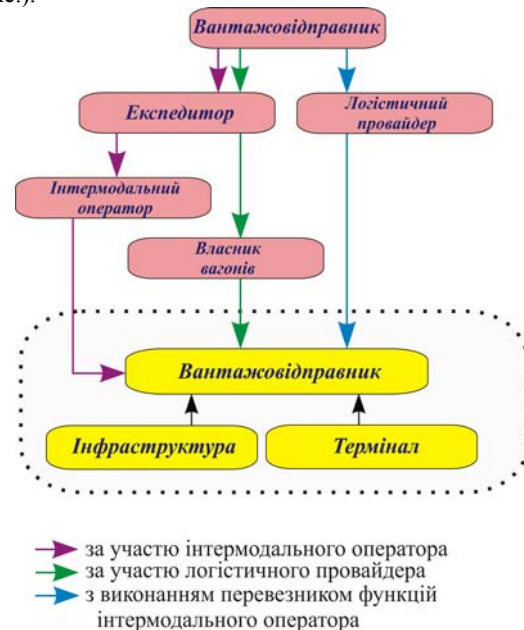 Вантажовідправник
Експедитор
Логістичний
провайдер
Інтермодальний
оператор
Власник
вагонів
Вантажовідправник
Інфраструктура
Термінал
за участю інтермодального оператора
за участю логістичного провайдера
з виконанням перевезником функцій
інтермодального оператора